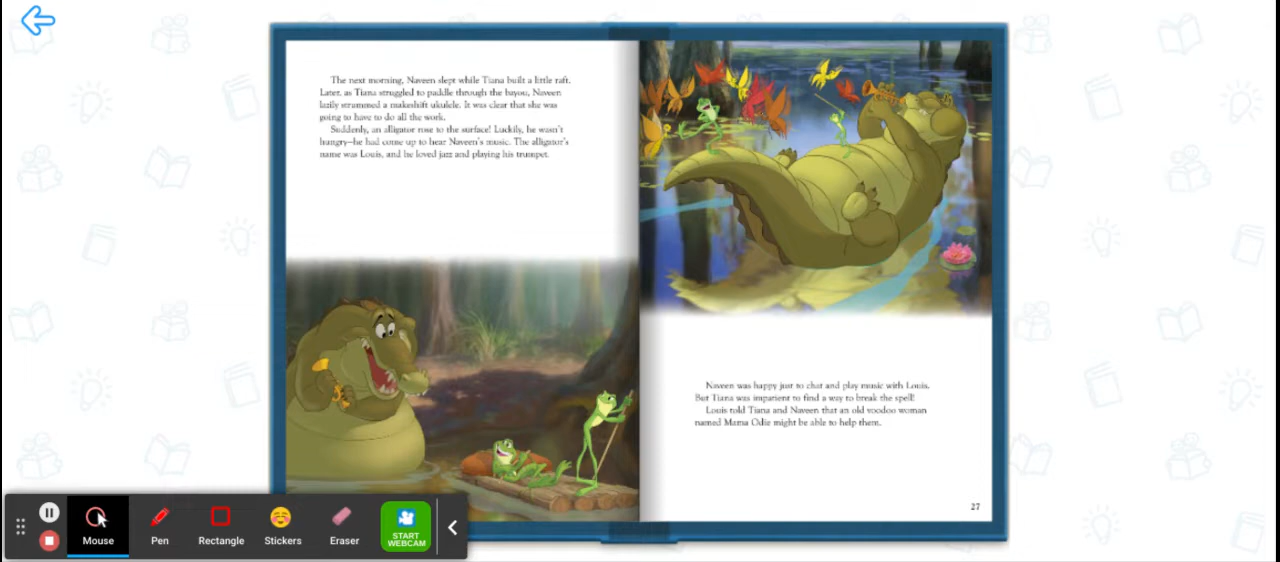 The next morning, Naveen slept while Tiana built a little raft.
Later, as Tiana struggled to paddle through the bayou, Naveen
lazily strummed a makeshift ukulele. It was clear that she was
going to have to do all the work.
Suddenly, an alligator rose to the surface! Luckily, he wasn't
hungry—he had come up to hear Naveen's music. The alligator's
name was Louis, and he loved jazz and playing his trumpet.
Naveen was happy just to chat and play music with Louis.
But Tiana was impatient to find a way to break the spell!
Louis told Tiana and Naveen that an old voodoo woman
named Mama Odie might be able to help them.
27
Mouse
Pen
Rectangle
Stickers
Eraser
START
WEBCAM